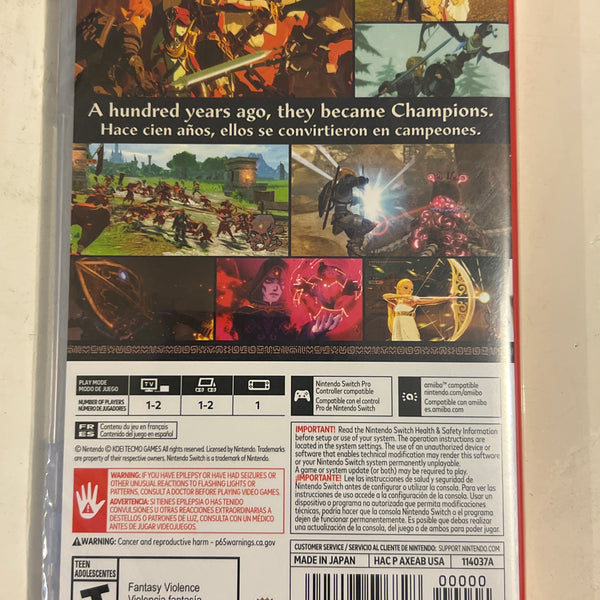 A hundred years ago, they became Champions.
Hace cien años, ellos se convirtieron en campeones.
PLAY MODE
MODO DE JUEGO
TV
NUMBER OF PLAYERS
NÚMERO DE JUGADORES
1-2
1-2
1
Nintendo Switch Pro
Controller compatible
Compatible con el control
Pro de Nintendo Switch
amiibo™ compatible
nintendo.com/amiibo
Compatible con amiibo
es.amiibo.com
FR Contenu du jeu en français
ES Contenido del juego en español
© Nintendo © KOEI TECMO GAMES All rights reserved. Licensed by Nintendo. Trademarks
are property of their respective owners. Nintendo Switch is a trademark of Nintendo.
WARNING: IF YOU HAVE EPILEPSY OR HAVE HAD SEIZURES OR
OTHER UNUSUAL REACTIONS TO FLASHING LIGHTS OR
PATTERNS, CONSULT A DOCTOR BEFORE PLAYING VIDEO GAMES.
ADVERTENCIA: SI TIENES EPILEPSIA O HAS TENIDO
CONVULSIONES U OTRAS REACCIONES EXTRAORDINARIAS A
DESTELLOS O PATRONES DE LUZ, CONSULTA CON UN MÉDICO
ANTES DE JUGAR VIDEOJUEGOS.
WARNING: Cancer and reproductive harm – p65warnings.ca.gov
IMPORTANT! Read the Nintendo Switch Health & Safety Information
before setup or use of your system. The operation instructions are
located in the system settings. The use of an unauthorized device or
software that enables technical modification may render this software
or your Nintendo Switch system permanently unplayable.
A game or system update (or both) may be required to play.
¡IMPORTANTE! Lee las instrucciones de salud y seguridad de
Nintendo Switch antes de configurar o utilizar la consola. Para ver las
instrucciones de uso accede a la configuración de la consola. Usar un
dispositivo o programa no autorizado que permita modificaciones
técnicas, podría hacer que la consola Nintendo Switch o el programa
dejen de funcionar permanentemente. Es posible que debas realizar
una actualización de la consola, del juego o de ambos para poder jugar.
CUSTOMER SERVICE / SERVICIO AL CLIENTE DE NINTENDO: SUPPORT.NINTENDO.COM
MADE IN JAPAN
HAC P AXEAB USA
114037A
TEEN
ADOLESCENTES
T
Fantasy Violence
Violencia fantasía
00000